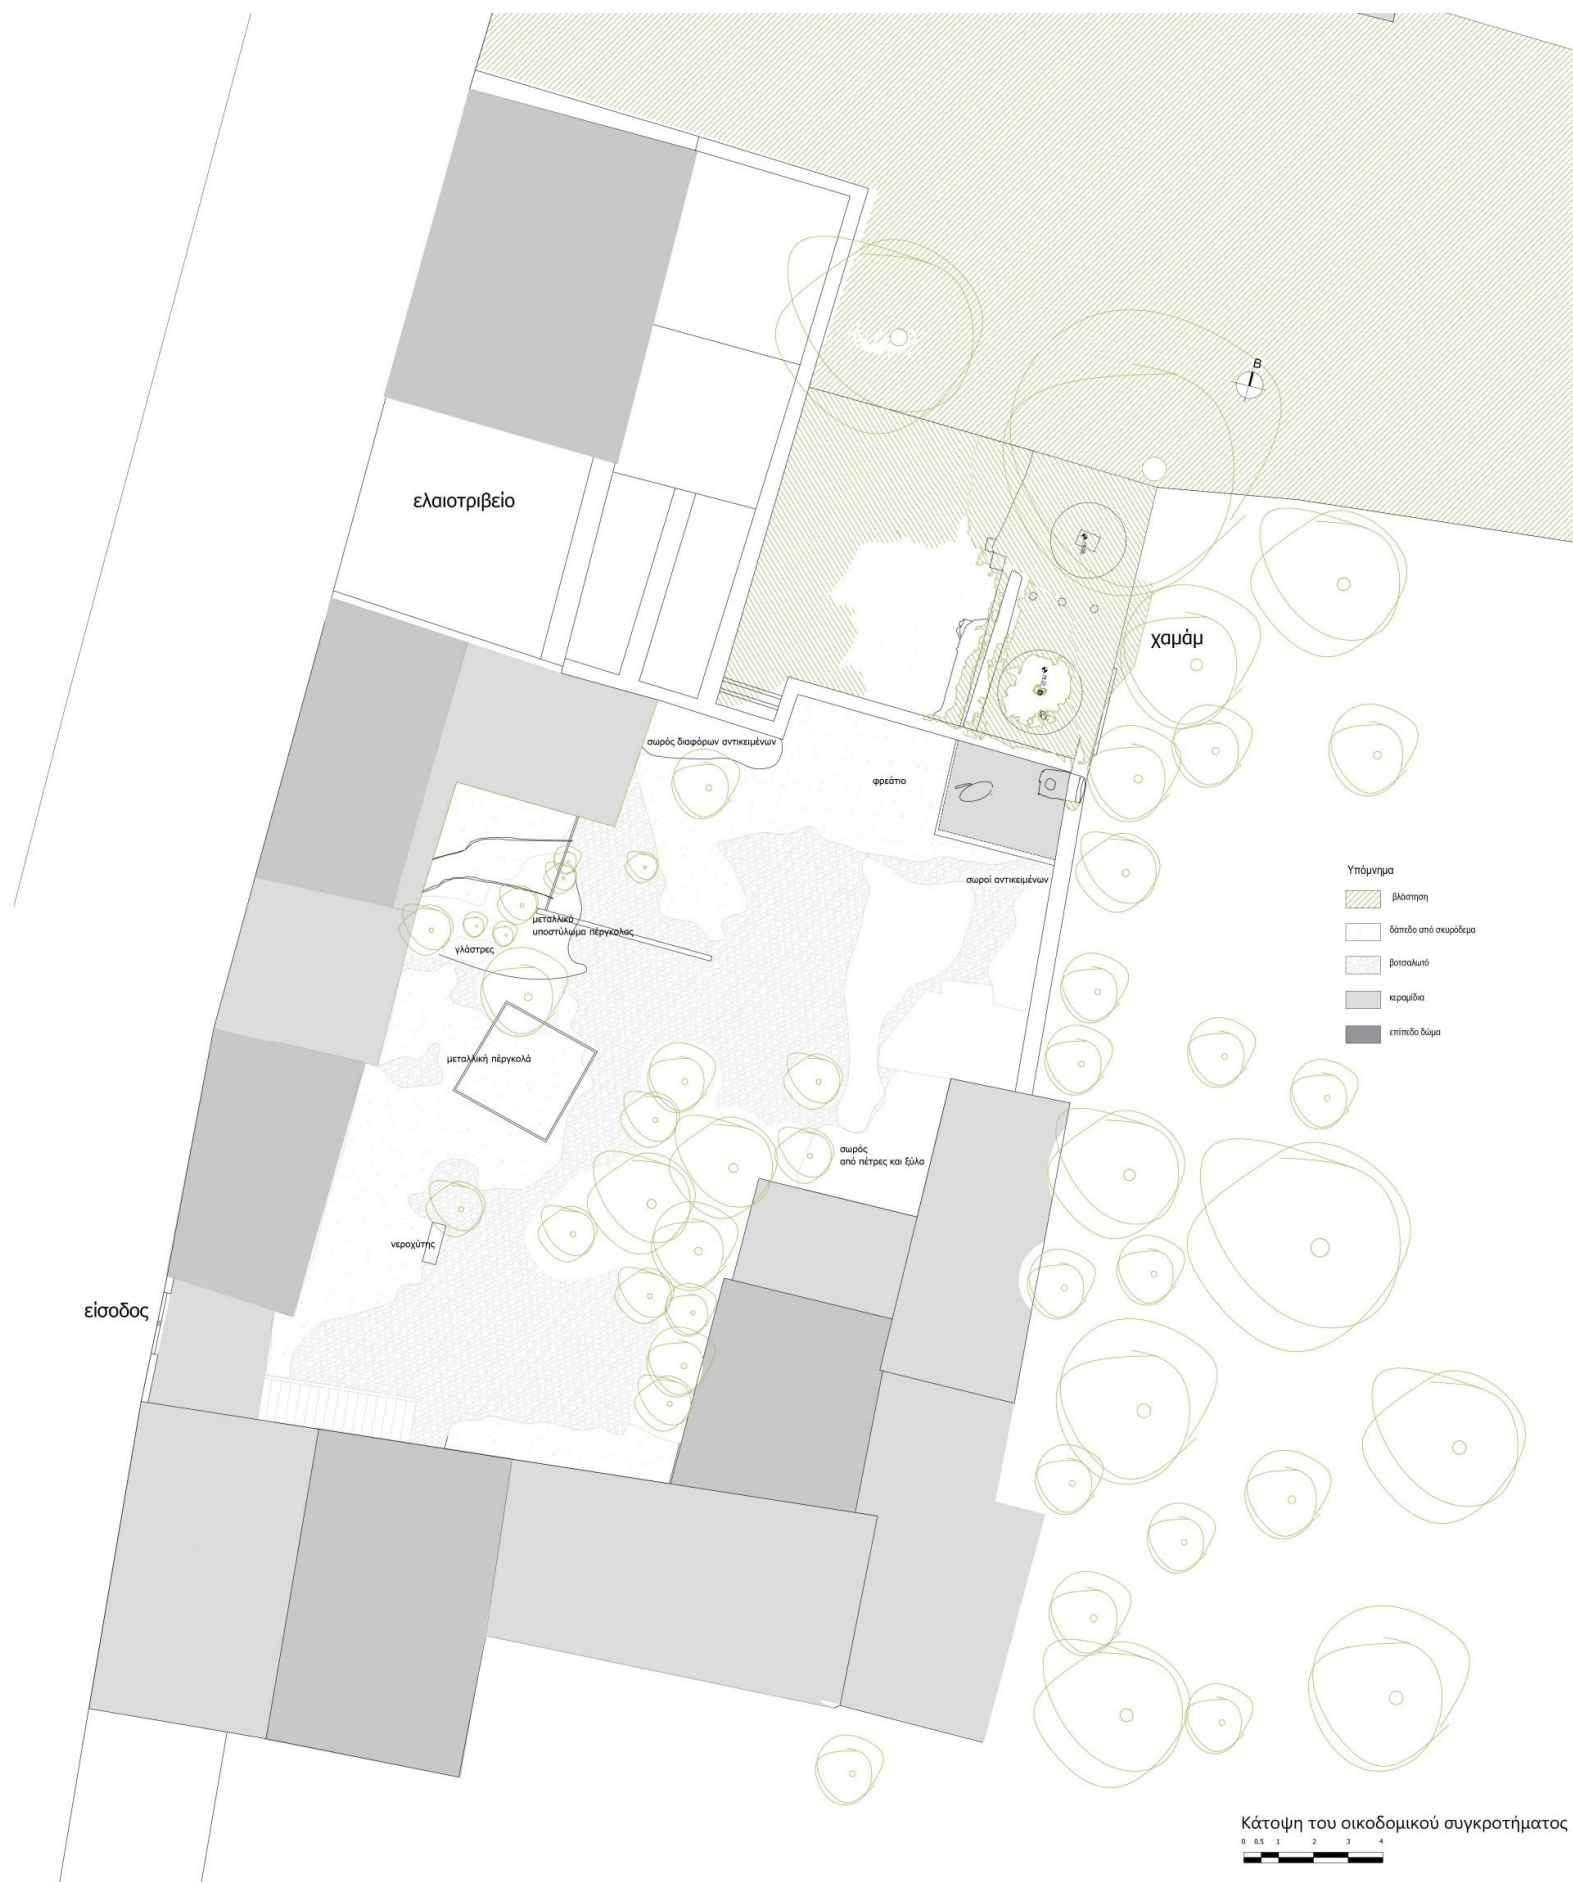 Β
ελαιοτριβείο
χαμάμ
σωρός διαφόρων αντικειμένων
φρεάτιο
σωροί αντικειμένων
μεταλλικό
υποστύλωμα πέργκολας
γλάστρες
μεταλλική πέργκολά
σωρός
από πέτρες και ξύλα
νεροχύτης
είσοδος
Υπόμνημα
βλάστηση
δάπεδο από σκυρόδεμα
βοτσαλωτό
κεραμίδια
επίπεδο δώμα
Κάτοψη του οικοδομικού συγκροτήματος
0 0.5 1 2 3 4